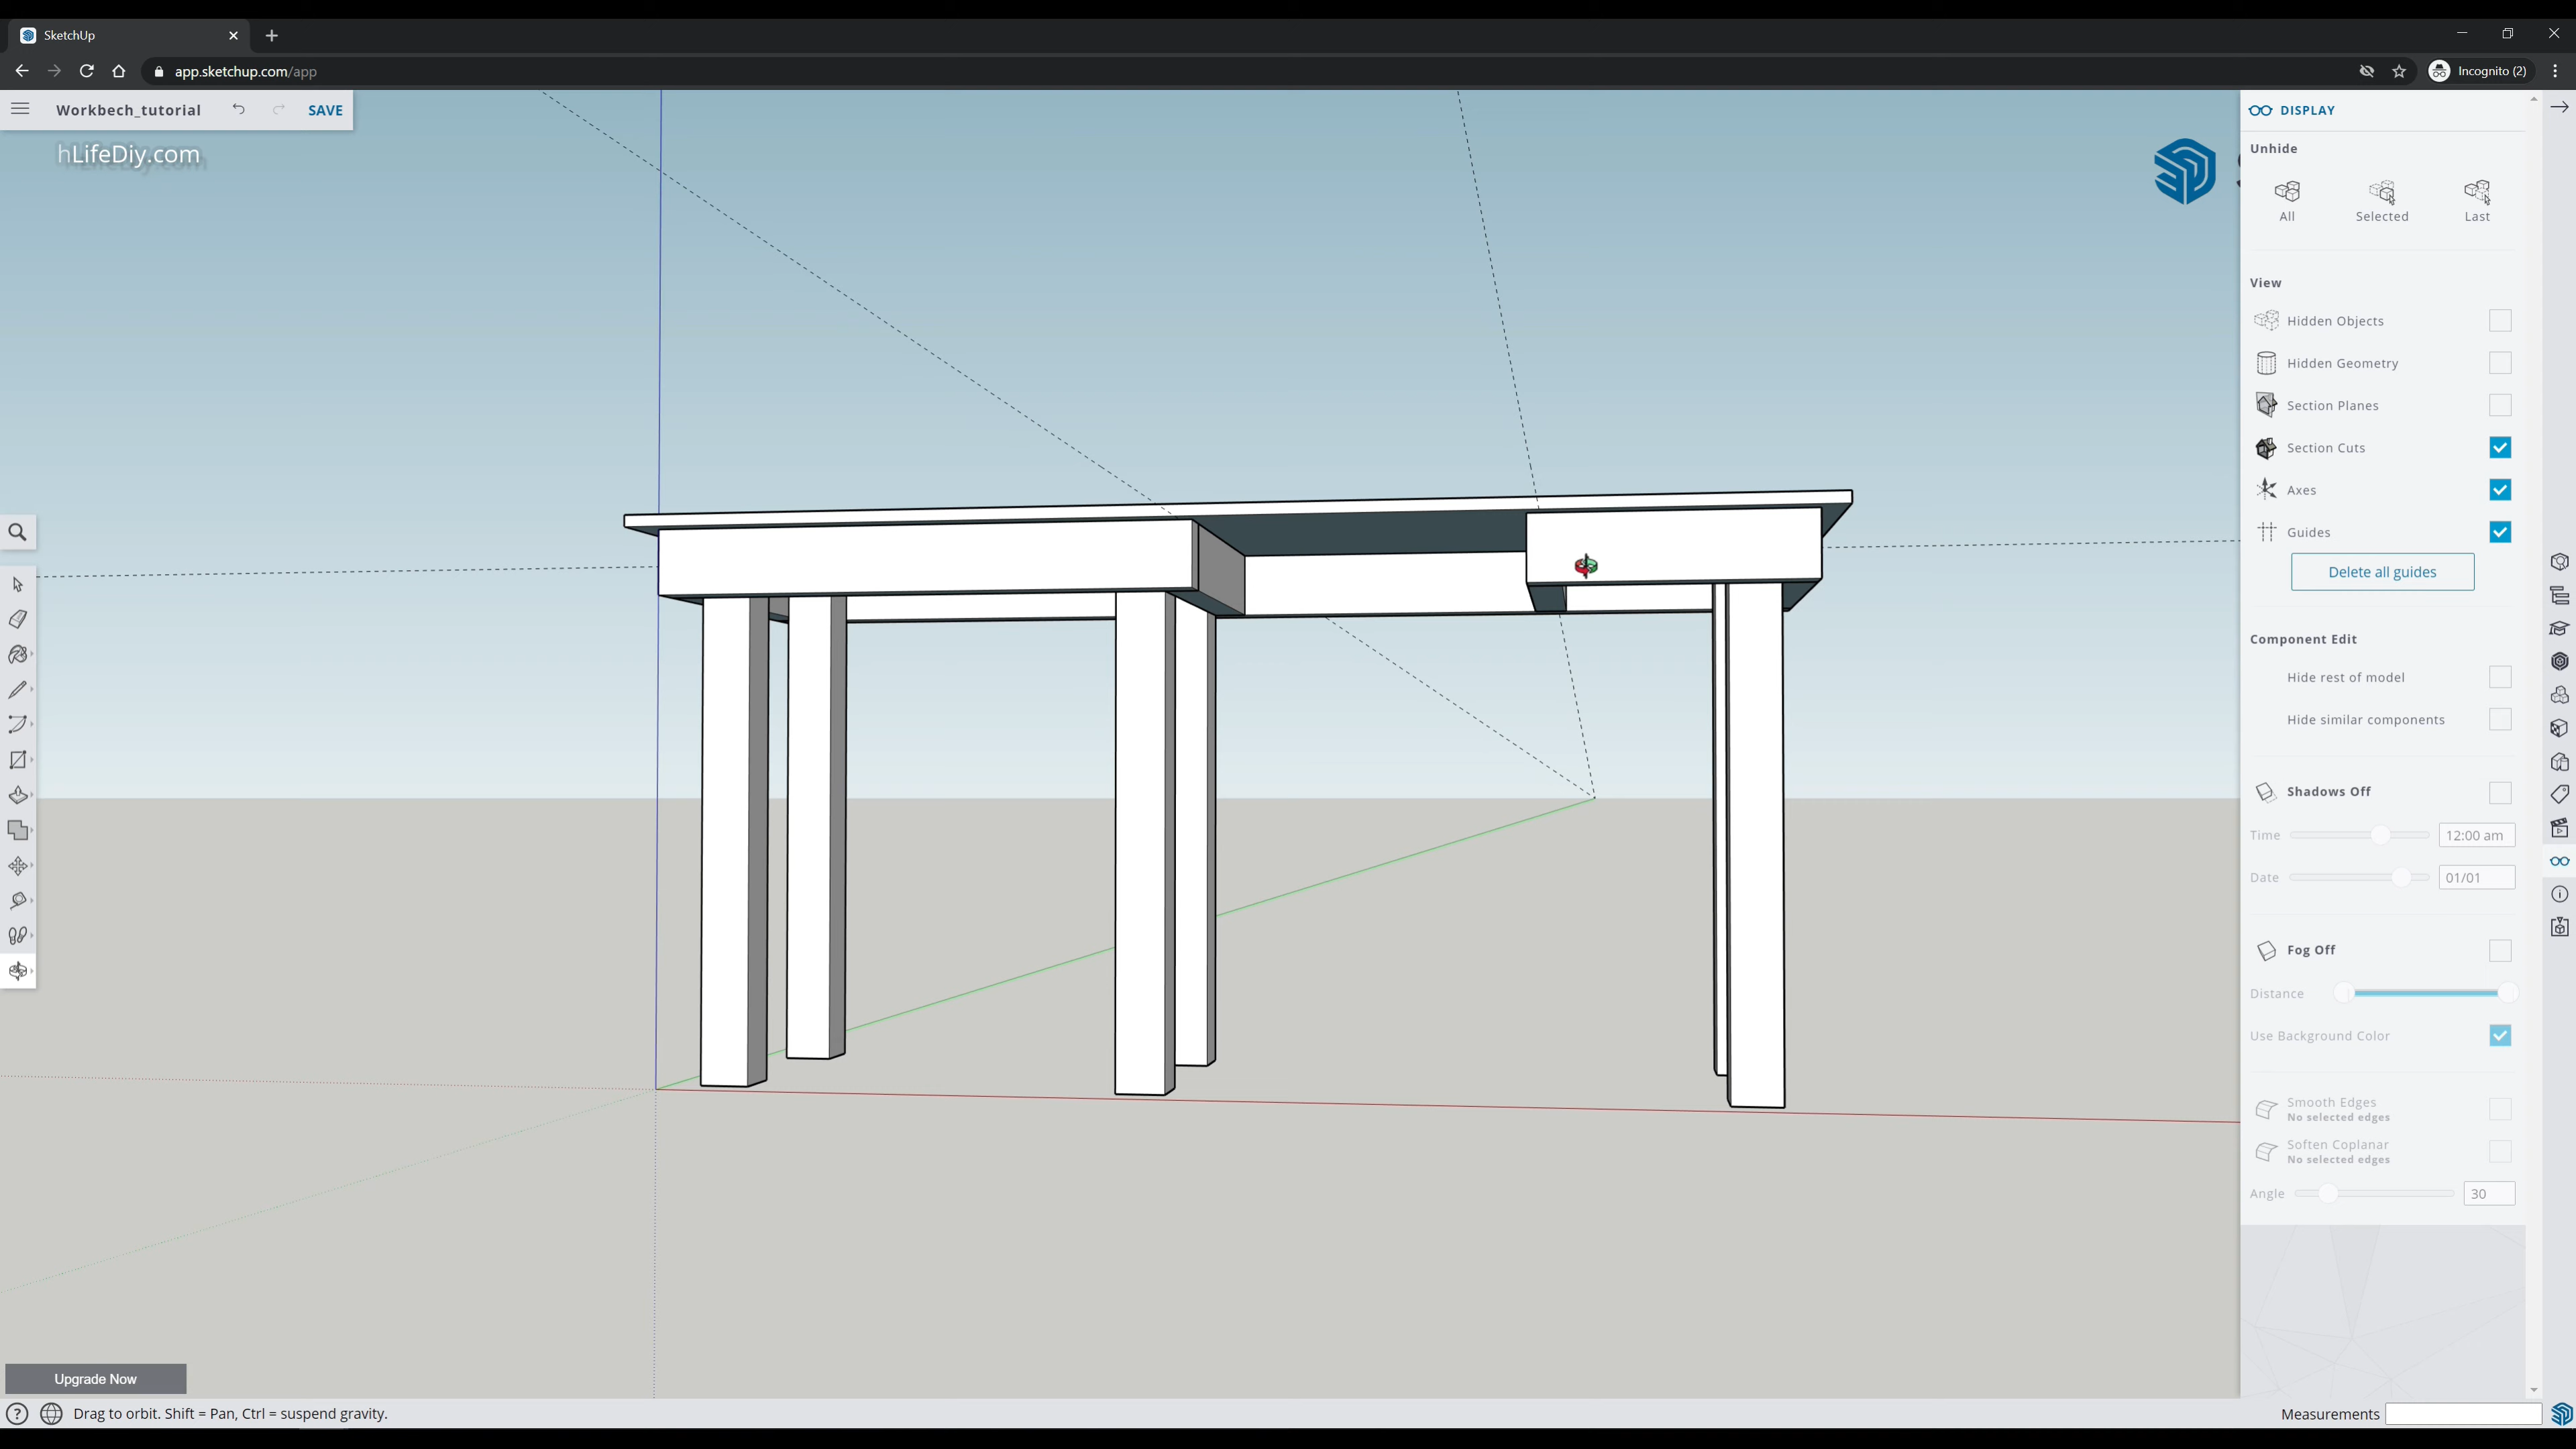 SketchUp
app.sketchup.com/app
Incognito (2)
Workbech_tutorial
SAVE
hLifeDiy.com
DISPLAY
Unhide
All
Selected
Last
View
Hidden Objects
Hidden Geometry
Section Planes
Section Cuts
Axes
Guides
Delete all guides
Component Edit
Hide rest of model
Hide similar components
Shadows Off
Time
12:00 am
Date
01/01
Fog Off
Distance
Use Background Color
Smooth Edges
No selected edges
Soften Coplanar
No selected edges
Angle
30
Upgrade Now
Drag to orbit. Shift = Pan, Ctrl = suspend gravity.
Measurements